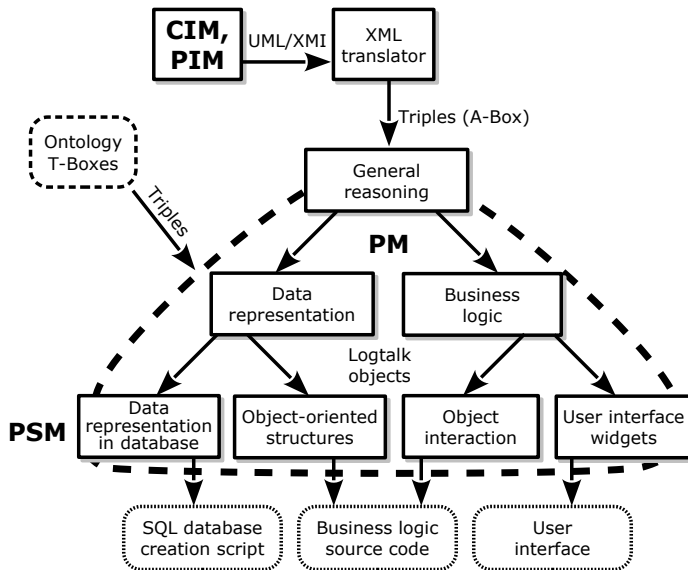 CIM,
PIM
UML/XMI
XML
translator
Triples (A-Box)
Ontology
T-Boxes
Triples
General
reasoning
PM
Data
representation
Business
logic
Logtalk
objects
PSM
Data
representation
in database
Object-oriented
structures
Object
interaction
User interface
widgets
SQL database
creation script
Business logic
source code
User
interface